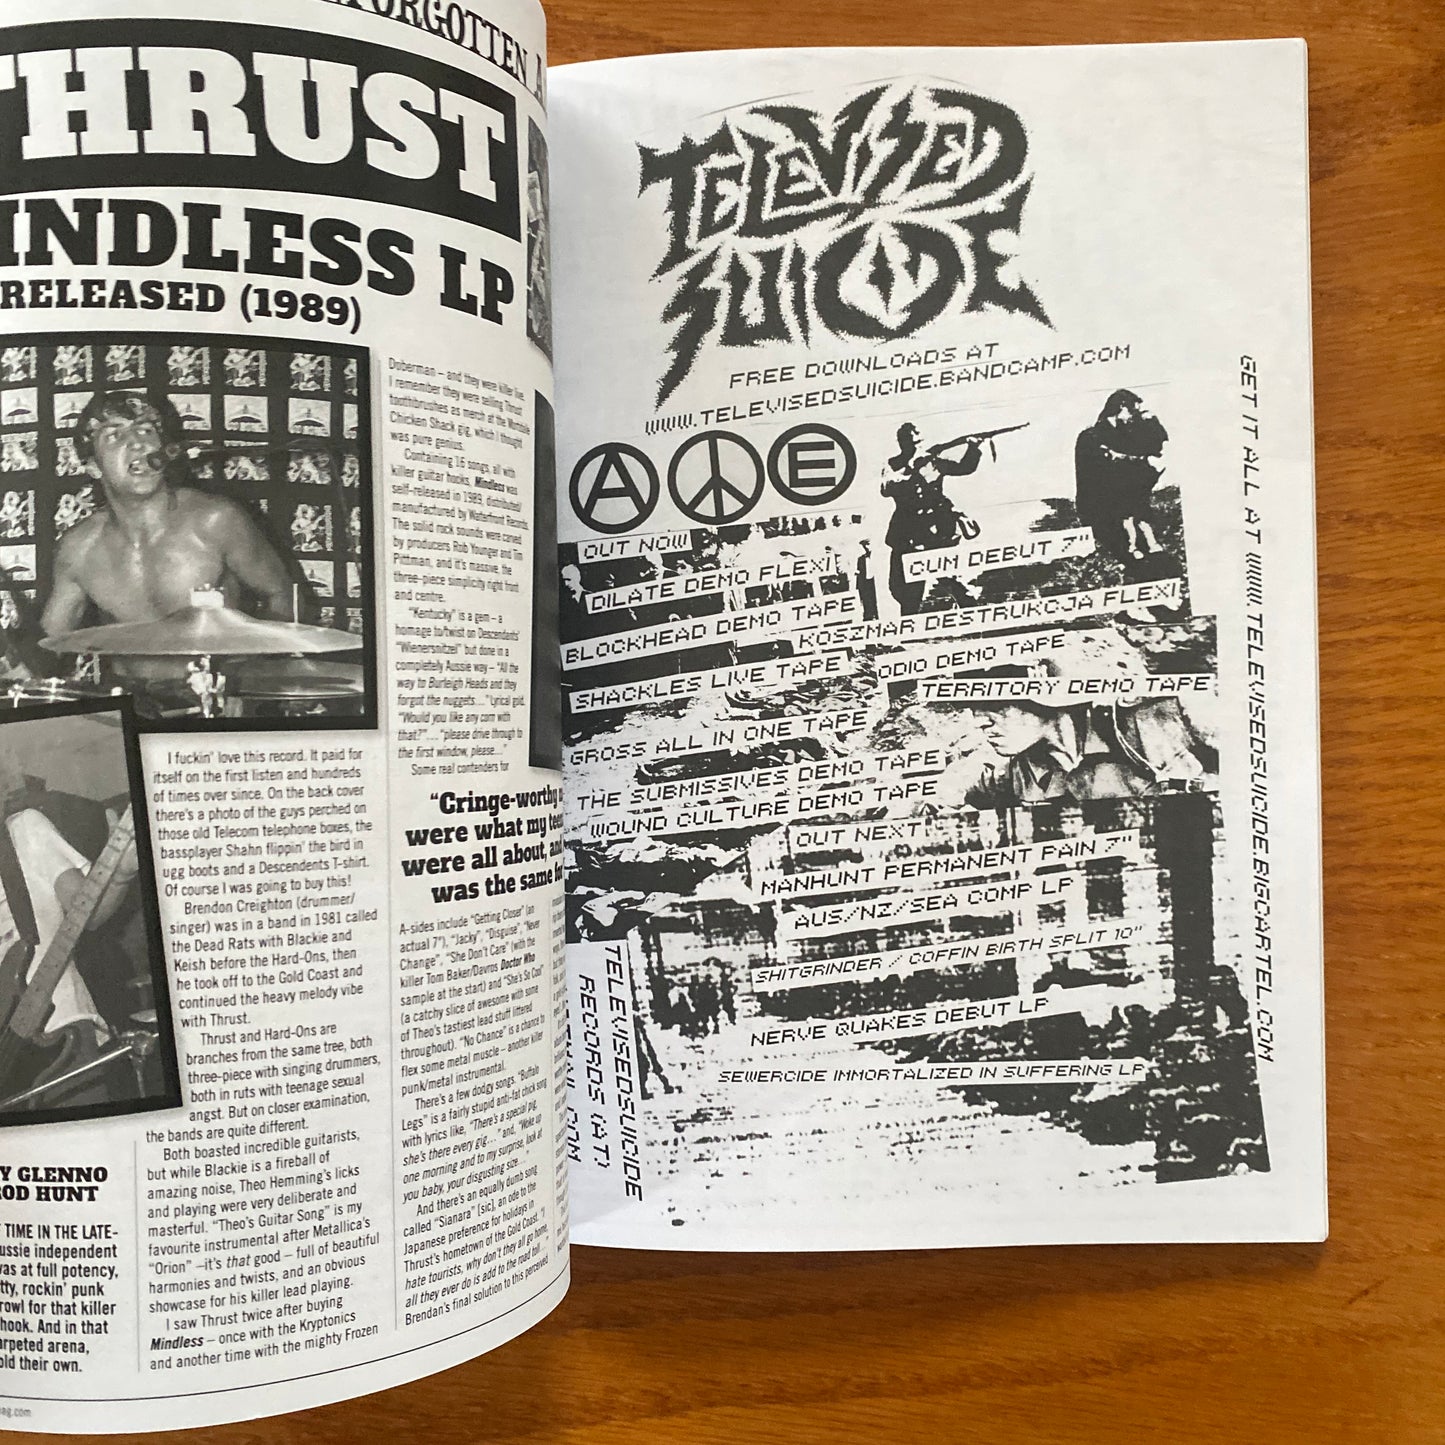 FORGOTTEN A
THRUST
INDLESS LP
RELEASED (1989)
I fuckin' love this record. It paid for
itself on the first listen and hundreds
of times over since. On the back cover
there's a photo of the guys perched on
those old Telecom telephone boxes, the
bassplayer Shahn flippin' the bird in
ugg boots and a Descendents T-shirt.
Of course I was going to buy this!
Brendon Creighton (drummer/
singer) was in a band in 1981 called
the Dead Rats with Blackie and
Keish before the Hard-Ons, then
he took off to the Gold Coast and
continued the heavy melody vibe
with Thrust.
Thrust and Hard-Ons are
branches from the same tree, both
three-piece with singing drummers,
both in ruts with teenage sexual
angst. But on closer examination,
the bands are quite different.
Both boasted incredible guitarists,
but while Blackie is a fireball of
amazing noise, Theo Hemming's licks
and playing were very deliberate and
masterful. "Theo's Guitar Song" is my
favourite instrumental after Metallica's
"Orion" –it's that good – full of beautiful
harmonies and twists, and an obvious
showcase for his killer lead playing.
I saw Thrust twice after buying
Mindless – once with the Kryptonics
and another time with the mighty Frozen
Y GLENNO
ROD HUNT
TIME IN THE LATE-
ussie independent
was at full potency,
tty, rockin' punk
rowl for that killer
hook. And in that
arpeted arena,
old their own.
ag.com
Doberman – and they were killer live.
I remember they were selling Thrust
toothbrushes as merch at the Wombale
Chicken Shack gig, which I thought
was pure genius.
Containing 16 songs, all with
killer guitar hooks, Mindless was
self-released in 1989, distributed/
manufactured by Waterfront Records.
The solid rock sounds were carved
by producers Rob Younger and Tim
Pittman, and it's massive, the
three-piece simplicity right front
and centre.
"Kentucky" is a gem – a
homage to/twist on Descendents'
"Wienerschnitzel" but done in a
completely Aussie way – "All the
way to Burleigh Heads and they
forgot the nuggets...." Lyrical gold.
"Would you like any corn with
that?"... "please drive through to
the first window, please..."
Some real contenders for
"Cringe-worthy
were what my tee
were all about, and
was the same for
A-sides include "Getting Closer" (an
actual 7"), "Jacky", "Disguise", "Never
Change", "She Don't Care" (with the
killer Tom Baker/Davros Doctor Who
sample at the start) and "She's So Cool"
(a catchy slice of awesome with some
of Theo's tastiest lead stuff littered
throughout). "No Chance" is a chance to
flex some metal muscle – another killer
punk/metal instrumental.
There's a few dodgy songs. "Buffalo
Legs" is a fairly stupid anti-fat chick song
with lyrics like, "There's a special pig,
she's there every gig..." and, "Woke up
one morning and to my surprise, look at
you baby, your disgusting size..."
And there's an equally dumb song
called "Sianara" [sic], an ode to the
Japanese preference for holidays in
Thrust's hometown of the Gold Coast. "I
hate tourists, why don't they all go home,
all they ever do is add to the road toll..."
Brendan's final solution to this perceived
TELEVISED
SUICIDE
FREE DOWNLOADS AT
WWW.TELEVISEDSUICIDE.BANDCAMP.COM
A E
OUT NOW
DILATE DEMO FLEXI
CUM DEBUT 7"
BLOCKHEAD DEMO TAPE
KOSZMAR DESTRUKCJA FLEXI
SHACKLES LIVE TAPE
ODIO DEMO TAPE
TERRITORY DEMO TAPE
GROSS ALL IN ONE TAPE
THE SUBMISSIVES DEMO TAPE
WOUND CULTURE DEMO TAPE
OUT NEXT
MANHUNT PERMANENT PAIN 7"
AUS/NZ/SEA COMP LP
SHITGRINDER / COFFIN BIRTH SPLIT 10"
NERVE QUAKES DEBUT LP
SEWERCIDE IMMORTALIZED IN SUFFERING LP
TELEVISEDSUICIDE
RECORDS (AT)
GET IT ALL AT WWW.TELEVISEDSUICIDE.BIGCARTEL.COM